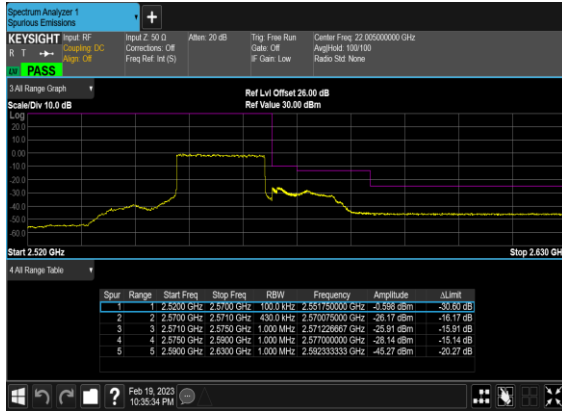 Spectrum Analyzer 1
Spurious Emissions
KEYSIGHT Input: RF Input Z: 50 Ω Atten: 20 dB Trig: Free Run Center Freq: 22.005000000 GHz
R T Coupling: DC Corrections: Off Gate: Off Avg|Hold: 100/100
Align: Off Freq Ref: Int (S) IF Gain: Low Radio Std: None
PASS
3 All Range Graph
Ref Lvl Offset 26.00 dB
Scale/Div 10.0 dB Ref Value 30.00 dBm
Log
20.0
10.0
0.00
-10.0
-20.0
-30.0
-40.0
-50.0
-60.0
Start 2.520 GHz Stop 2.630 GH
4 All Range Table
Spur Range Start Freq Stop Freq RBW Frequency Amplitude ΔLimit
1 1 2.5200 GHz 2.5700 GHz 100.0 kHz 2.551750000 GHz -0.598 dBm -30.60 dB
2 2 2.5700 GHz 2.5710 GHz 430.0 kHz 2.570075000 GHz -26.17 dBm -16.17 dB
3 3 2.5710 GHz 2.5750 GHz 1.000 MHz 2.571226667 GHz -25.91 dBm -15.91 dB
4 4 2.5750 GHz 2.5900 GHz 1.000 MHz 2.577000000 GHz -28.14 dBm -15.14 dB
5 5 2.5900 GHz 2.6300 GHz 1.000 MHz 2.592333333 GHz -45.27 dBm -20.27 dB
? Feb 19, 2023
10:35:34 PM